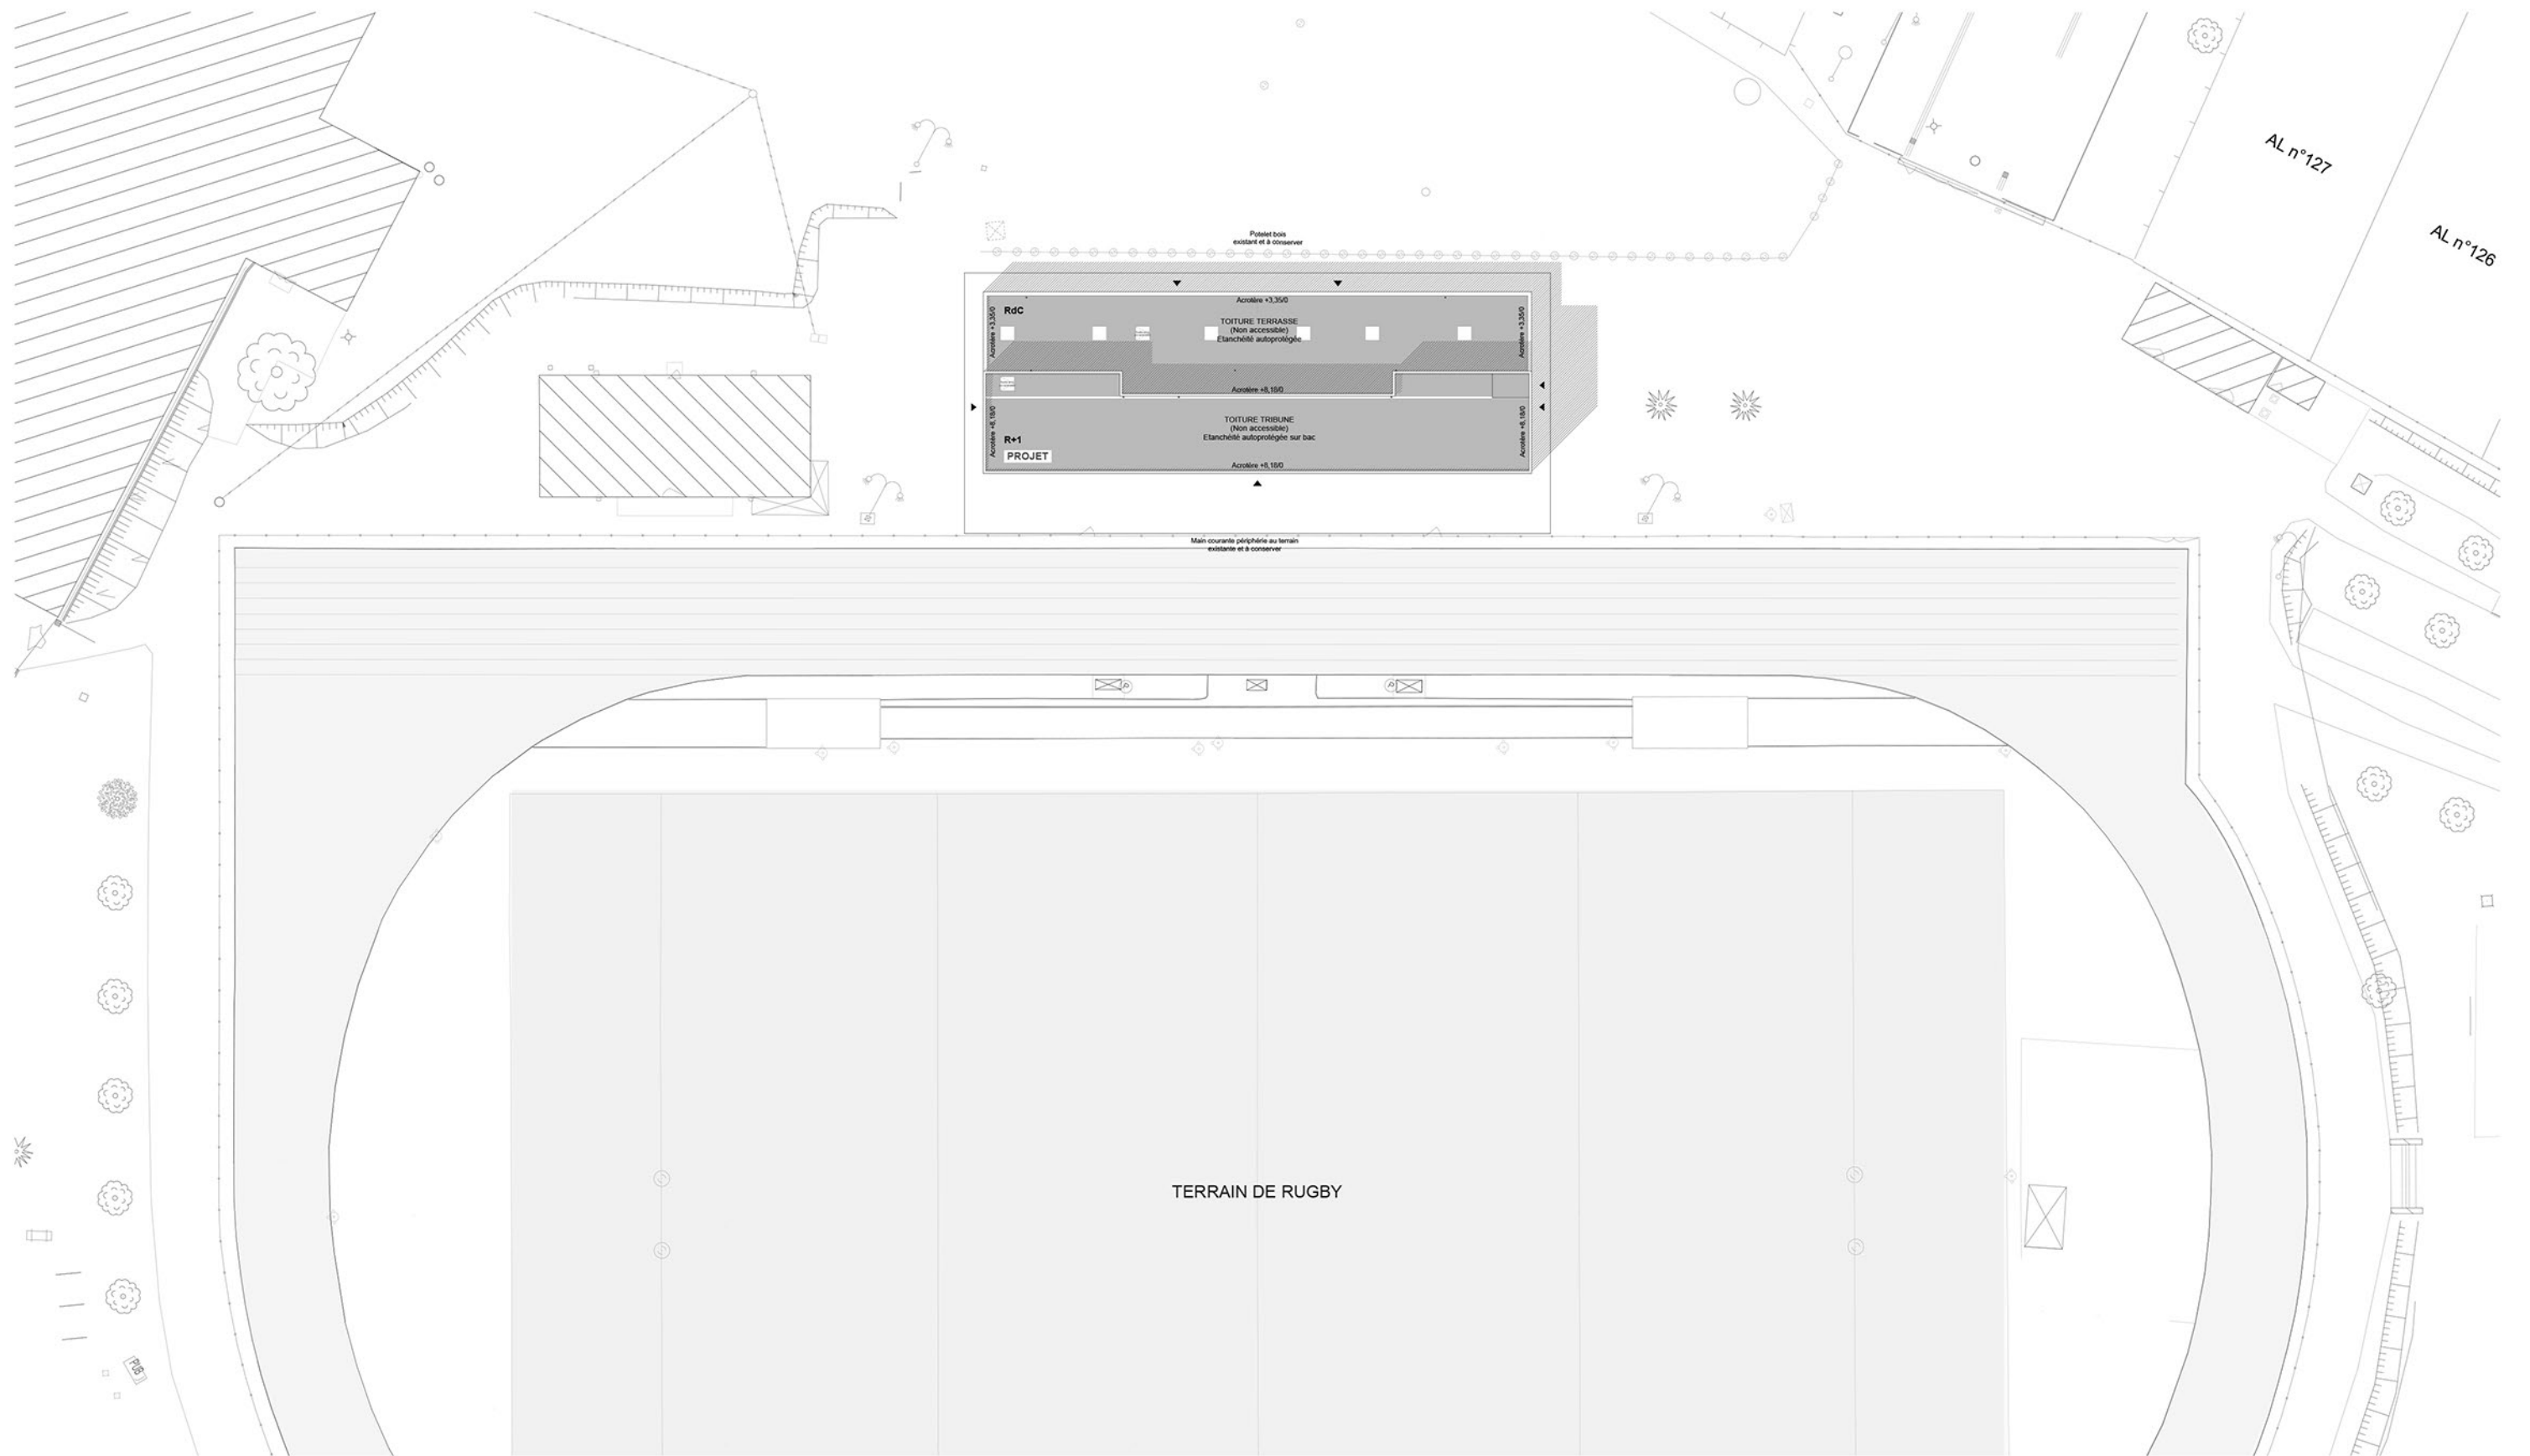 AL n°127
AL n°126
Potelet bois
existant et à conserver
Acrotère +3,35/0
RdC
Acrotère +3,35/0
TOITURE TERRASSE
(Non accessible)
Etanchéité autoprotégée
Acrotère +3,35/0
Acrotère +8,18/0
Acrotère +8,18/0
TOITURE TRIBUNE
(Non accessible)
Etanchéité autoprotégée sur bac
Acrotère +8,18/0
R+1
PROJET
Acrotère +8,18/0
Main courante périphérie au terrain
existante et à conserver
TERRAIN DE RUGBY
PUB